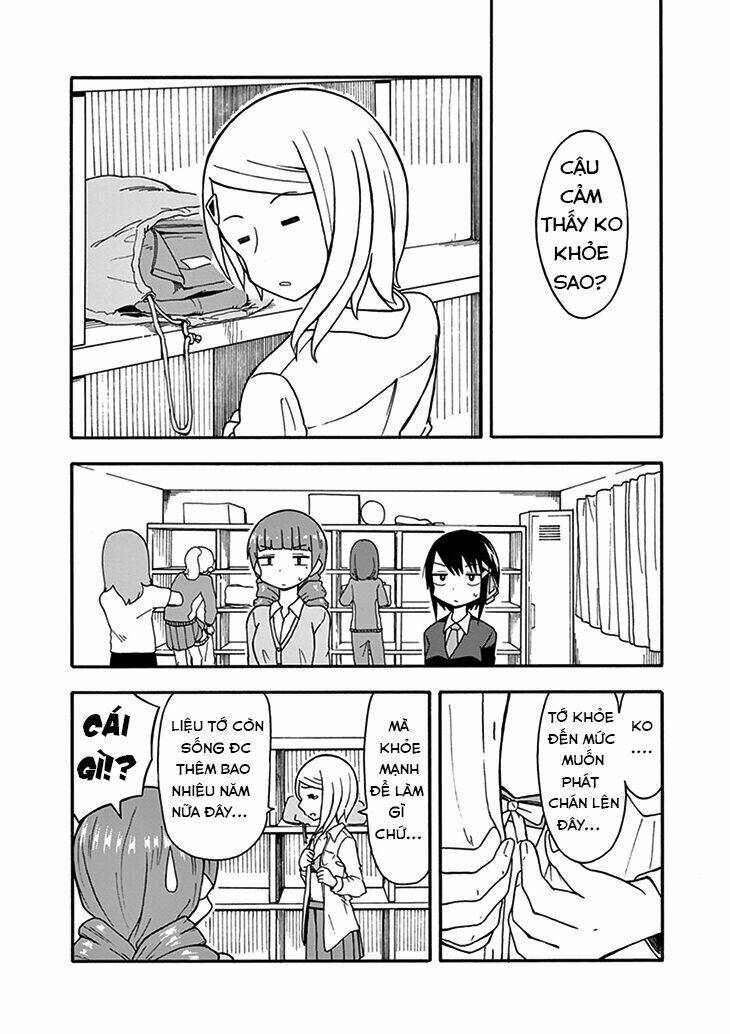 CẬU
CẢM
THẤY KO
KHỎE
SAO?
KO
....
TỚ KHỎE
ĐẾN MỨC
MUỐN
PHÁT
CHÁN LÊN
ĐÂY...
MÀ
KHỎE
MẠNH
ĐỂ LÀM
GÌ
CHỨ...
LIỆU TỚ CÒN
SỐNG ĐC
THÊM BAO
NHIÊU NĂM
NỮA ĐÂY...
CÁI
GÌ!?